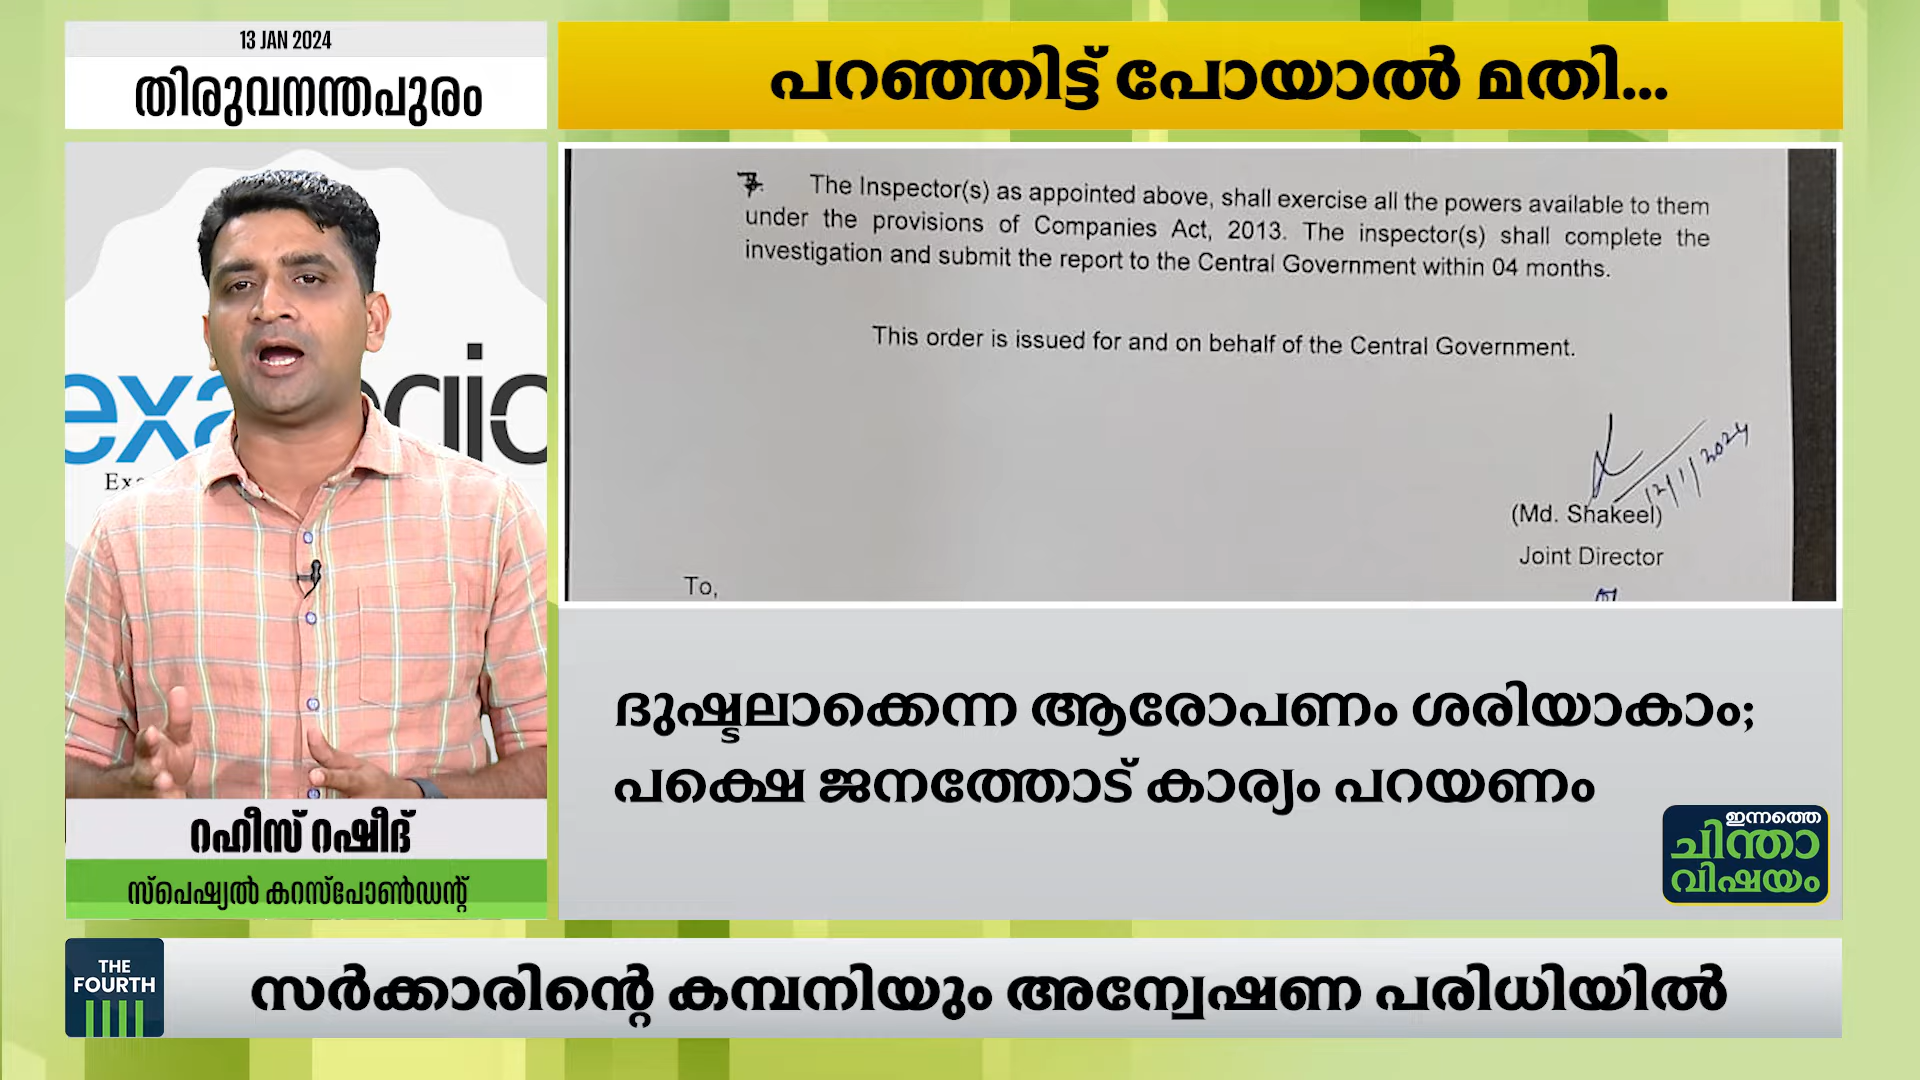 13 JAN 2024
തിരുവനന്തപുരം
പറഞ്ഞിട്ട് പോയാൽ മതി...
7. The Inspector(s) as appointed above, shall exercise all the powers available to them
under the provisions of Companies Act, 2013. The inspector(s) shall complete the
investigation and submit the report to the Central Government within 04 months.
This order is issued for and on behalf of the Central Government.
12/1/2024
(Md. Shakeel)
Joint Director
To,
exa
ogic
Exa
റഹീസ് റഷീദ്
സ്പെഷ്യൽ കറസ്പോൺഡന്റ്
ദുഷ്ടലാക്കെന്ന ആരോപണം ശരിയാകാം;
പക്ഷെ ജനത്തോട് കാര്യം പറയണം
ഇന്നത്തെ
ചിന്താ
വിഷയം
THE
FOURTH
സർക്കാരിന്റെ കമ്പനിയും അന്വേഷണ പരിധിയിൽ